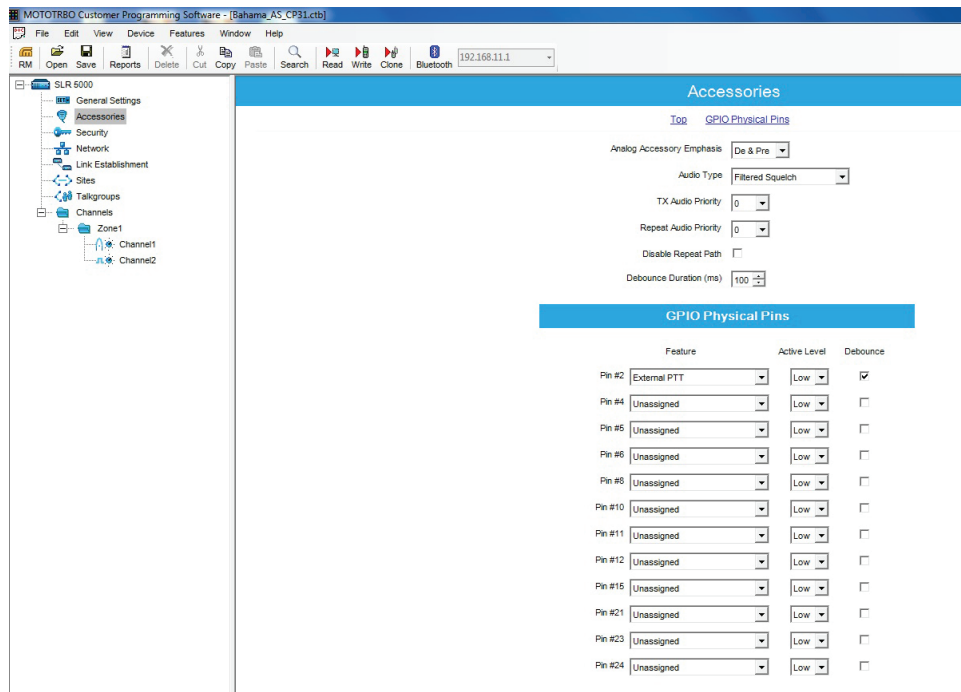 MOTOTRBO Customer Programming Software - [Bahama_AS_CP31.ctb]
File Edit View Device Features Window Help
RM Open Save Reports Delete Cut Copy Paste Search Read Write Clone Bluetooth 192.168.11.1
SLR 5000
General Settings
Accessories
Security
Network
Link Establishment
Sites
Talkgroups
Channels
Zone1
Channel1
Channel2
Accessories
Top GPIO Physical Pins
Analog Accessory Emphasis De & Pre
Audio Type Filtered Squelch
TX Audio Priority 0
Repeat Audio Priority 0
Disable Repeat Path
Debounce Duration (ms) 100
GPIO Physical Pins
Feature Active Level Debounce
Pin #2 External PTT Low
Pin #4 Unassigned Low
Pin #5 Unassigned Low
Pin #6 Unassigned Low
Pin #8 Unassigned Low
Pin #10 Unassigned Low
Pin #11 Unassigned Low
Pin #12 Unassigned Low
Pin #15 Unassigned Low
Pin #21 Unassigned Low
Pin #23 Unassigned Low
Pin #24 Unassigned Low